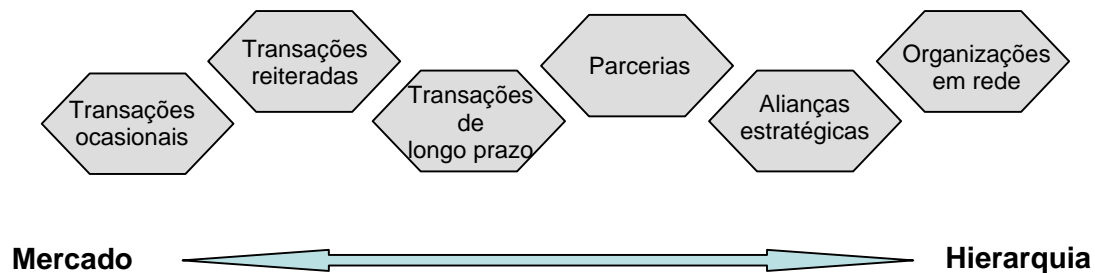 Transações
ocasionais
Transações
reiteradas
Transações
de
longo prazo
Parcerias
Alianças
estratégicas
Organizações
em rede
Mercado
Hierarquia